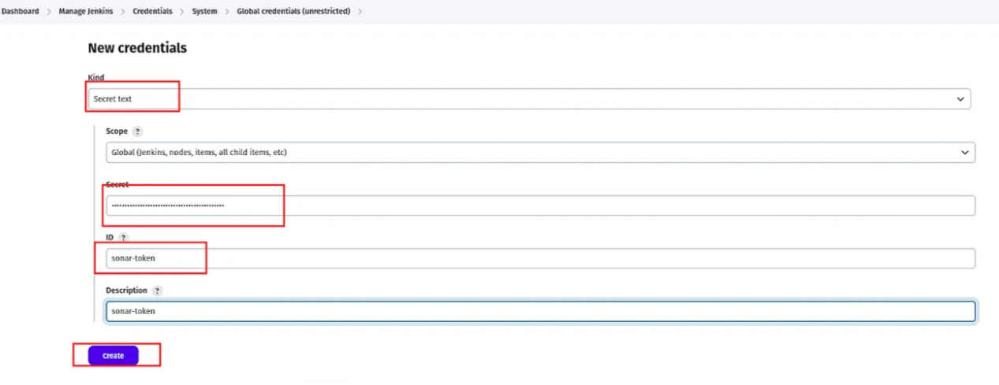 Dashboard > Manage Jenkins > Credentials > System > Global credentials (unrestricted) >
New credentials
Kind
Secret text
Scope ?
Global (Jenkins, nodes, items, all child items, etc)
Secret
ID ?
sonar-token
Description ?
sonar-token
Create